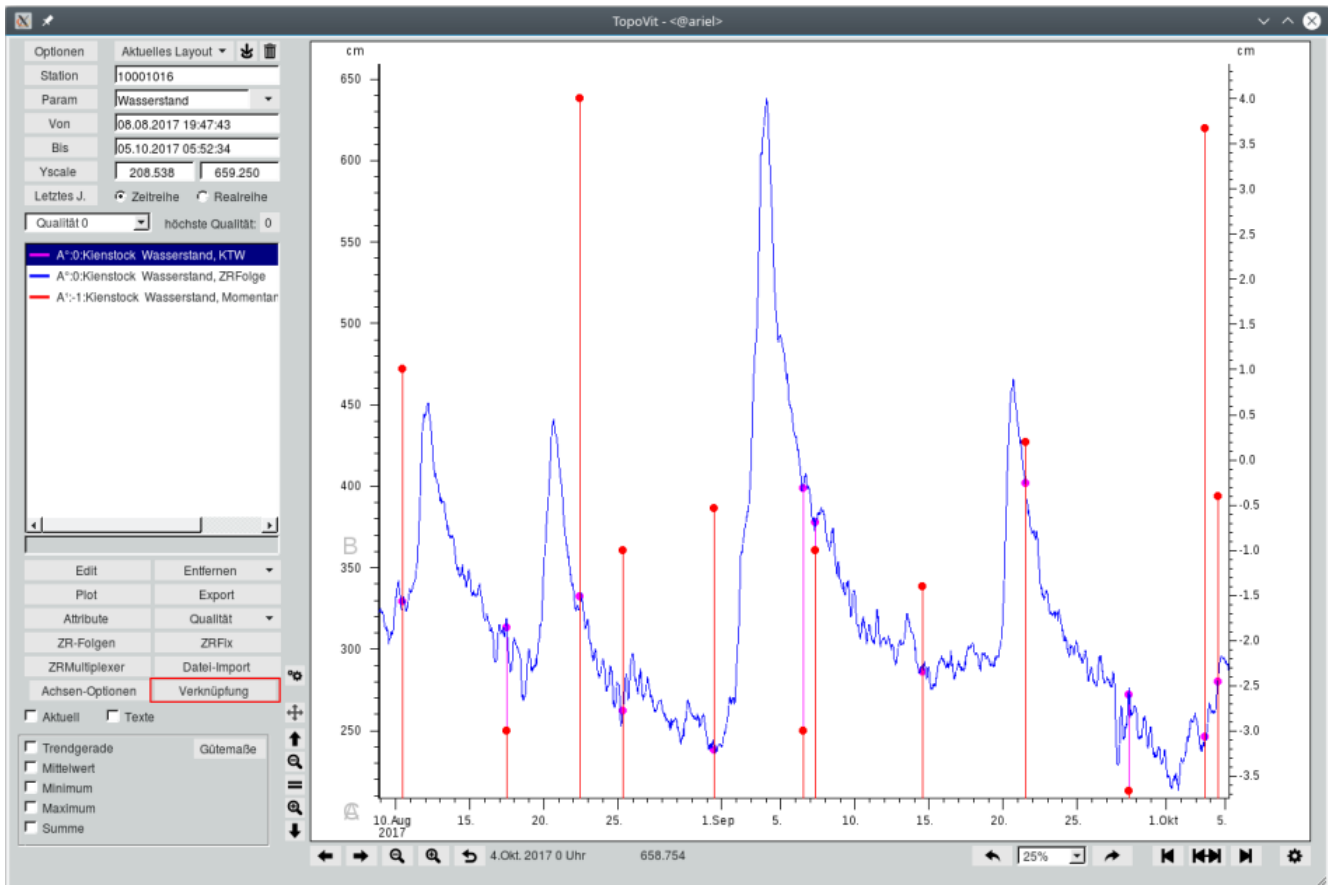 TopoVit - <@ariel>
Optionen Aktuelles Layout
Station 10001016
Param Wasserstand
Von 08.08.2017 19:47:43
Bis 05.10.2017 05:52:34
Yscale 208.538 659.250
Letztes J. Zeitreihe Realreihe
Qualität 0 höchste Qualität: 0
A°:0:Kienstock Wasserstand, KTW
A°:0:Kienstock Wasserstand, ZRFolge
A¹:-1:Kienstock Wasserstand, Momentan
Edit Entfernen
Plot Export
Attribute Qualität
ZR-Folgen ZRFix
ZRMultiplexer Datei-Import
Achsen-Optionen Verknüpfung
Aktuell Texte
Trendgerade Gütemaße
Mittelwert
Minimum
Maximum
Summe
cm
650
600
550
500
450
400
350
300
250
B
cm
4.0
3.5
3.0
2.5
2.0
1.5
1.0
0.5
0.0
-0.5
-1.0
-1.5
-2.0
-2.5
-3.0
-3.5
10.Aug 15. 20. 25. 1.Sep 5. 10. 15. 20. 25. 1.Okt 5.
2017
4.Okt. 2017 0 Uhr 658.754 25%